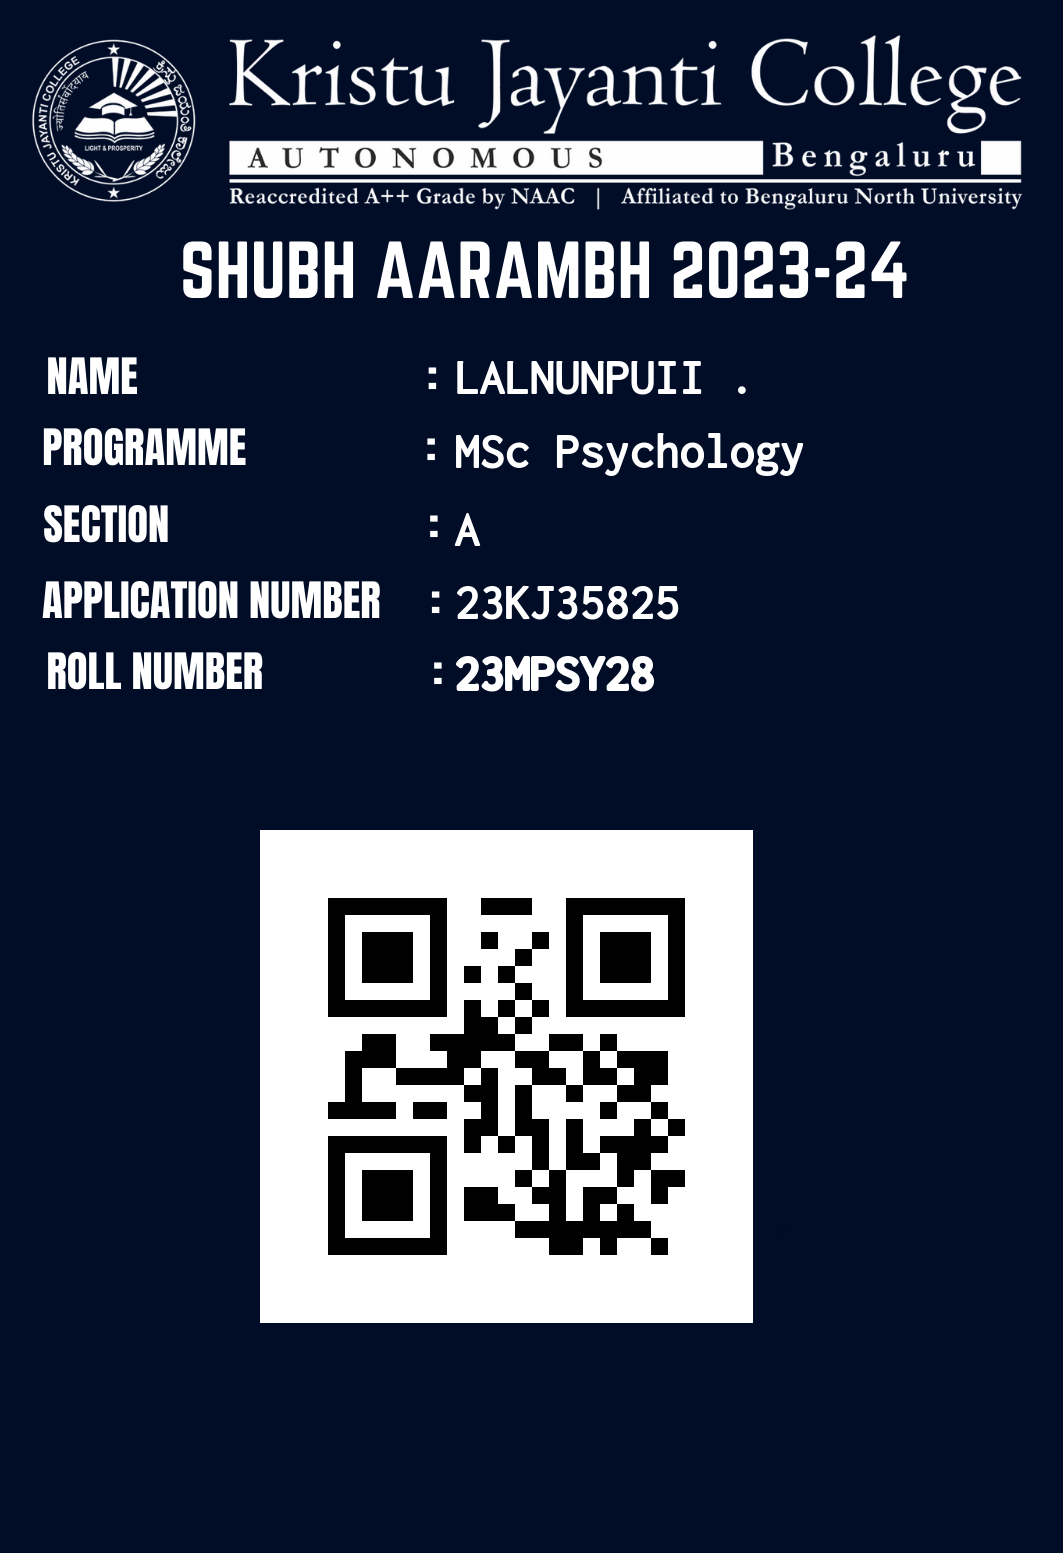 Kristu Jayanti College
AUTONOMOUS Bengaluru
Reaccredited A++ Grade by NAAC | Affiliated to Bengaluru North University
KRISTU JAYANTI COLLEGE
ಕ್ರಿಸ್ತು ಜಯಂತಿ ಕಾಲೇಜು
LIGHT & PROSPERITY
SHUBH AARAMBH 2023-24
NAME : LALNUNPUII .
PROGRAMME : MSc Psychology
SECTION : A
APPLICATION NUMBER : 23KJ35825
ROLL NUMBER : 23MPSY28